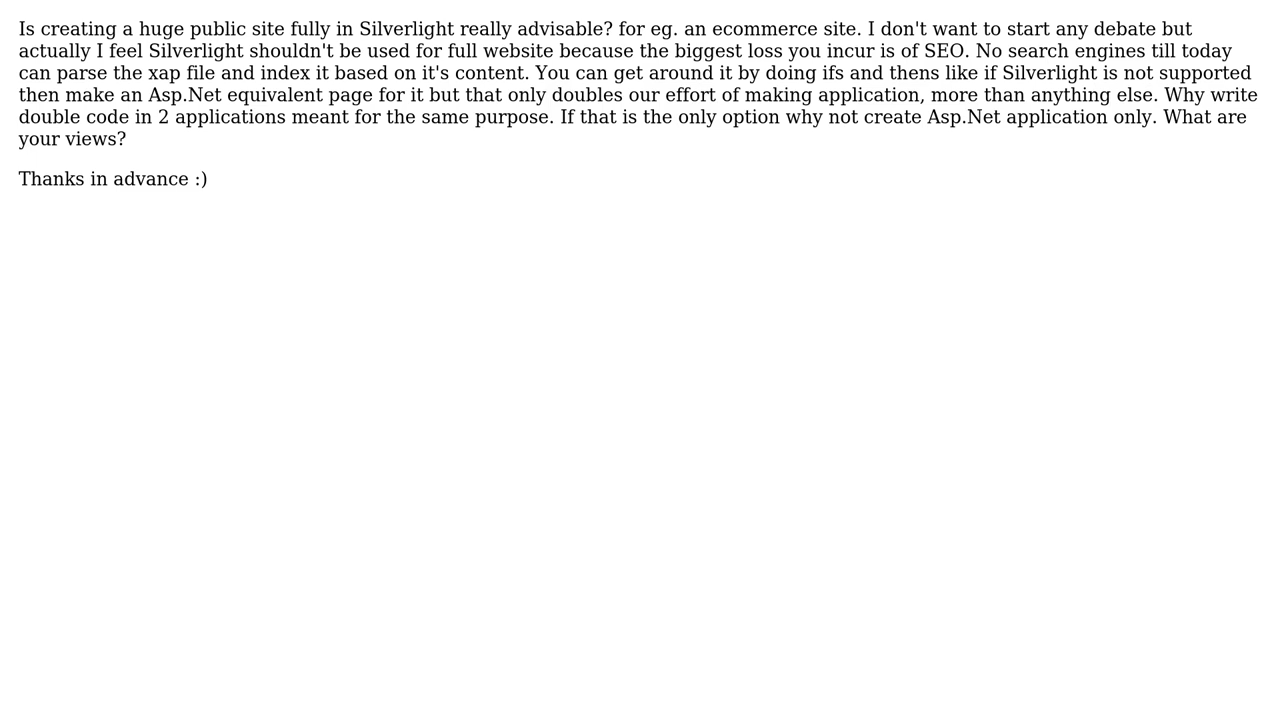 Is creating a huge public site fully in Silverlight really advisable? for eg. an ecommerce site. I don't want to start any debate but
actually I feel Silverlight shouldn't be used for full website because the biggest loss you incur is of SEO. No search engines till today
can parse the xap file and index it based on it's content. You can get around it by doing ifs and thens like if Silverlight is not supported
then make an Asp.Net equivalent page for it but that only doubles our effort of making application, more than anything else. Why write
double code in 2 applications meant for the same purpose. If that is the only option why not create Asp.Net application only. What are
your views?
Thanks in advance :)